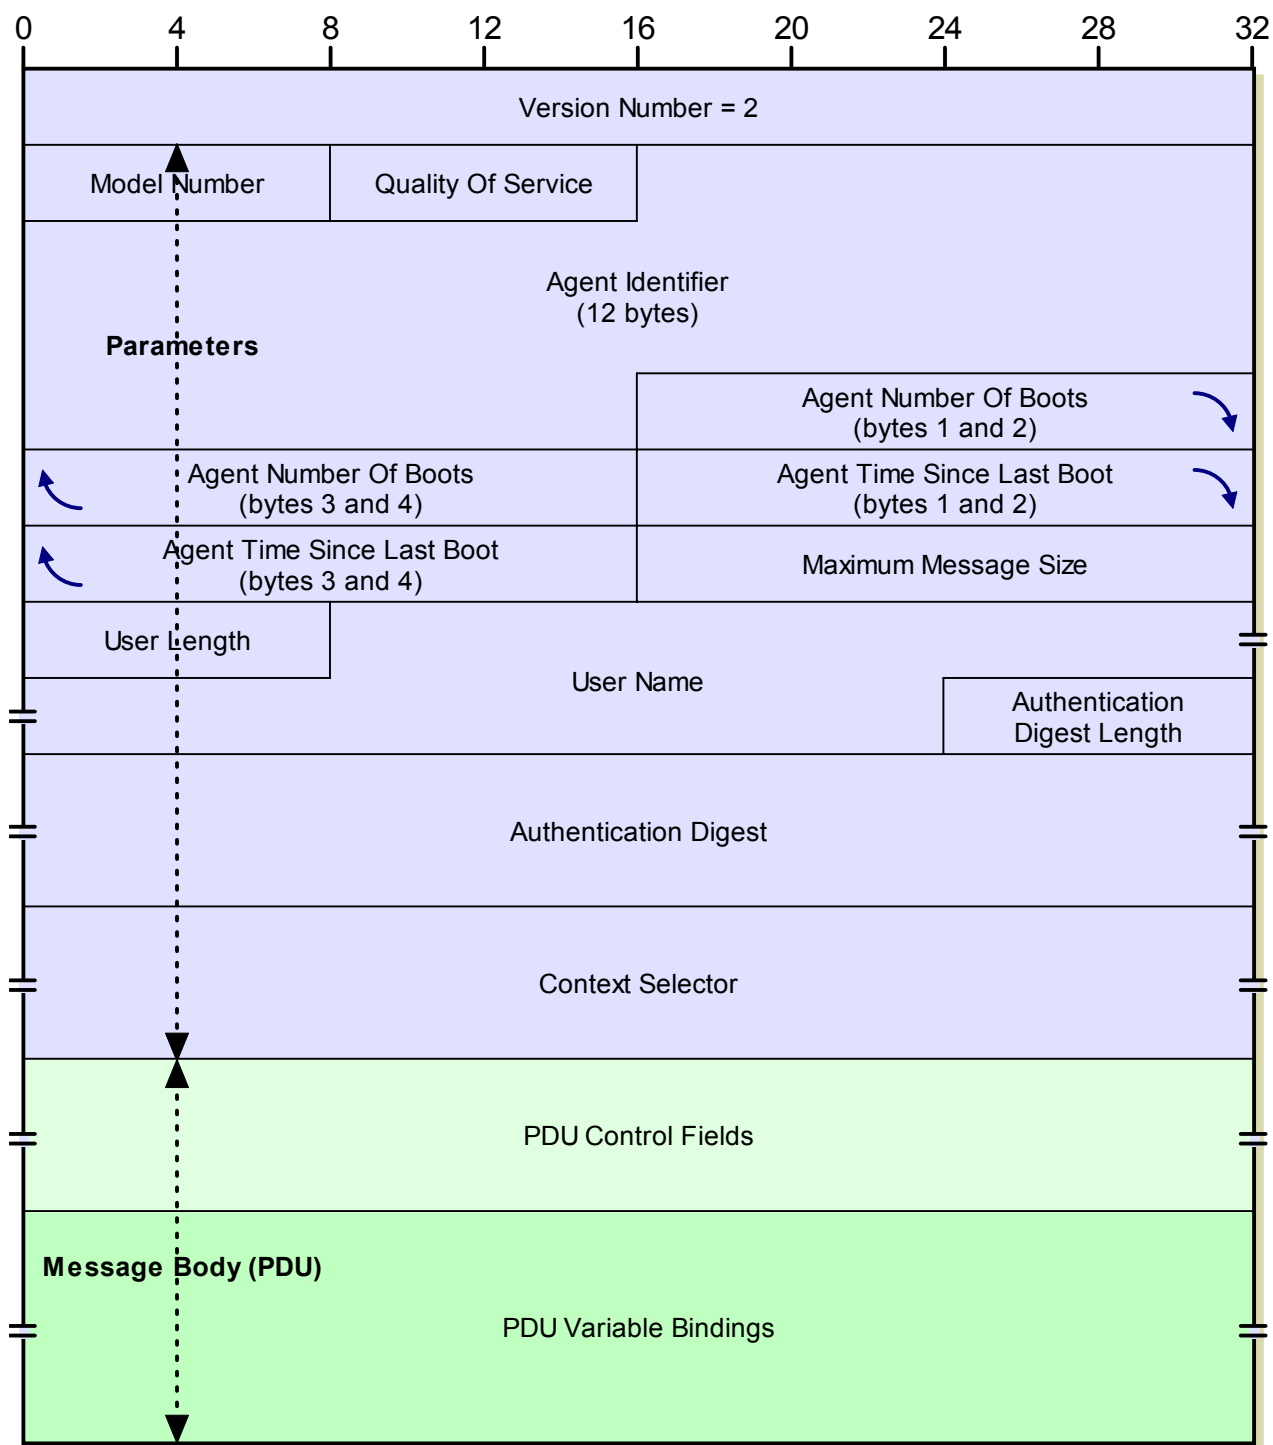 0 4 8 12 16 20 24 28 32
Version Number = 2
Model Number
Quality Of Service
Agent Identifier
(12 bytes)
Parameters
Agent Number Of Boots
(bytes 1 and 2)
Agent Number Of Boots
(bytes 3 and 4)
Agent Time Since Last Boot
(bytes 1 and 2)
Agent Time Since Last Boot
(bytes 3 and 4)
Maximum Message Size
User Length
User Name
Authentication
Digest Length
Authentication Digest
Context Selector
PDU Control Fields
Message Body (PDU)
PDU Variable Bindings